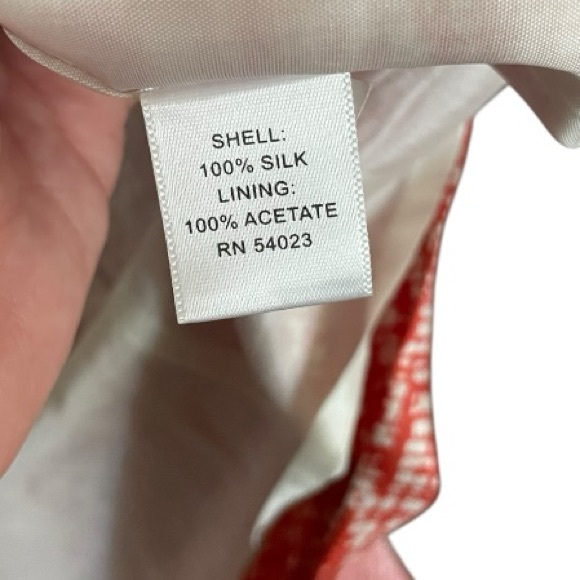 SHELL:
100% SILK
LINING:
100% ACETATE
RN 54023